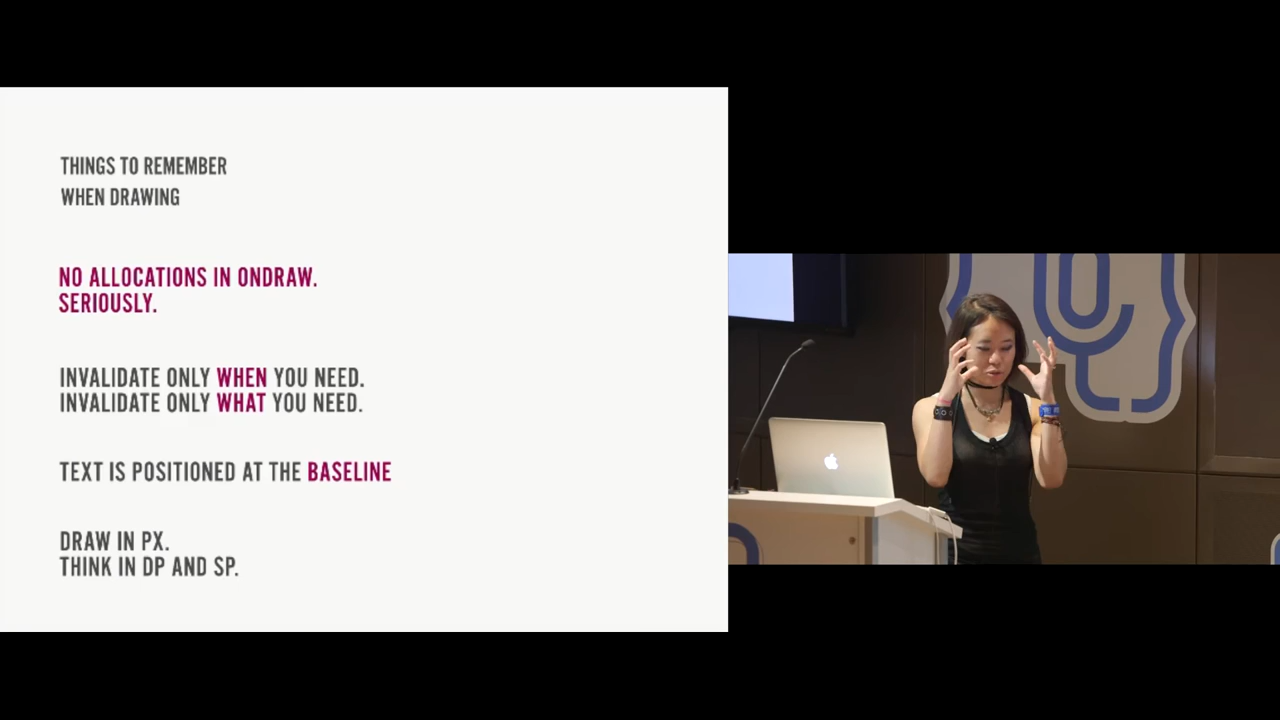 THINGS TO REMEMBER
WHEN DRAWING
NO ALLOCATIONS IN ONDRAW.
SERIOUSLY.
INVALIDATE ONLY WHEN YOU NEED.
INVALIDATE ONLY WHAT YOU NEED.
TEXT IS POSITIONED AT THE BASELINE
DRAW IN PX.
THINK IN DP AND SP.